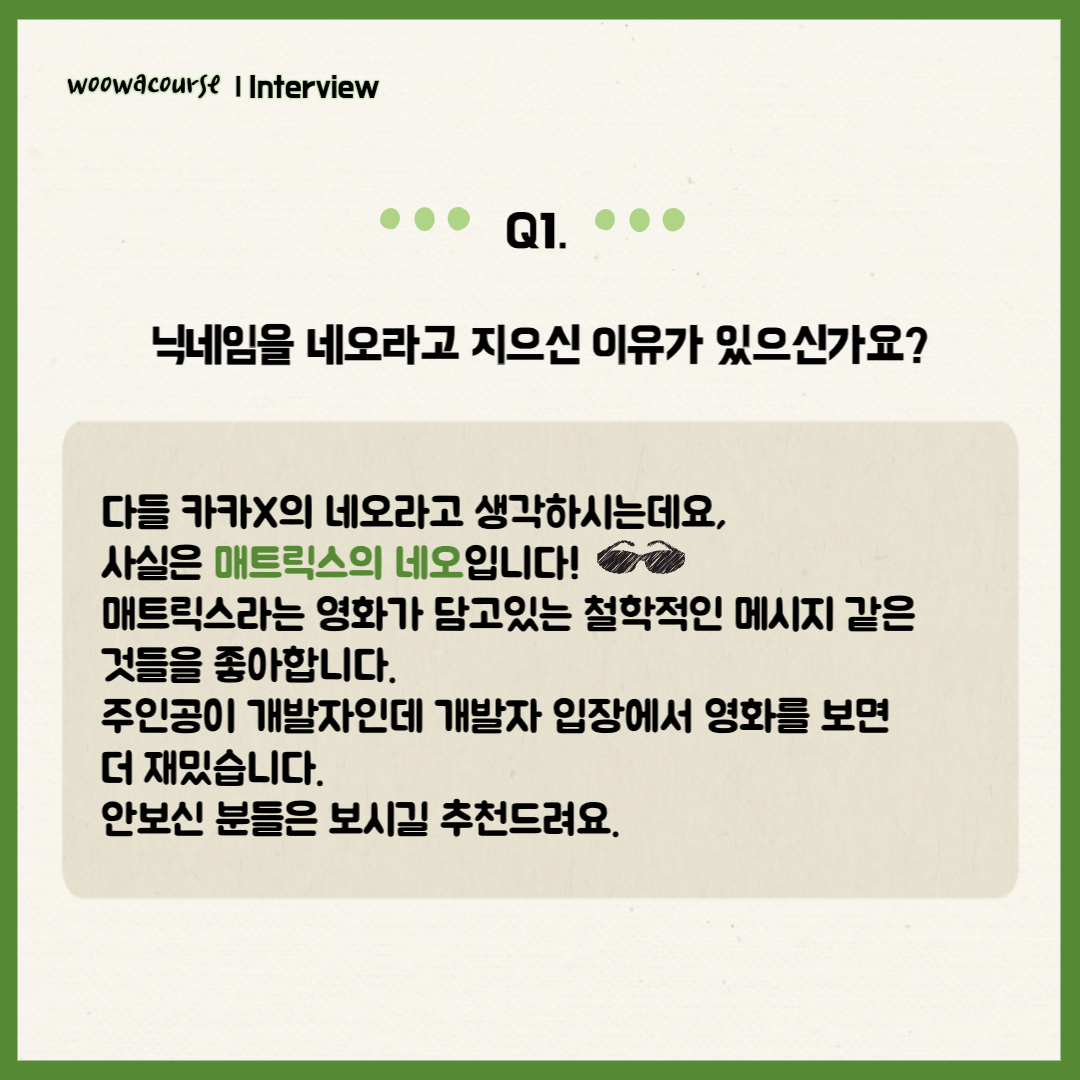 woowacourse | Interview
Q1.
닉네임을 네오라고 지으신 이유가 있으신가요?
다들 카카X의 네오라고 생각하시는데요,
사실은 매트릭스의 네오입니다!
매트릭스라는 영화가 담고있는 철학적인 메시지 같은
것들을 좋아합니다.
주인공이 개발자인데 개발자 입장에서 영화를 보면
더 재밌습니다.
안보신 분들은 보시길 추천드려요.